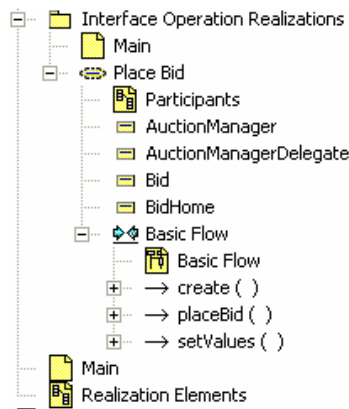 Interface Operation Realizations
Main
Place Bid
Participants
AuctionManager
AuctionManagerDelegate
Bid
BidHome
Basic Flow
Basic Flow
create ( )
placeBid ( )
setValues ( )
Main
Realization Elements